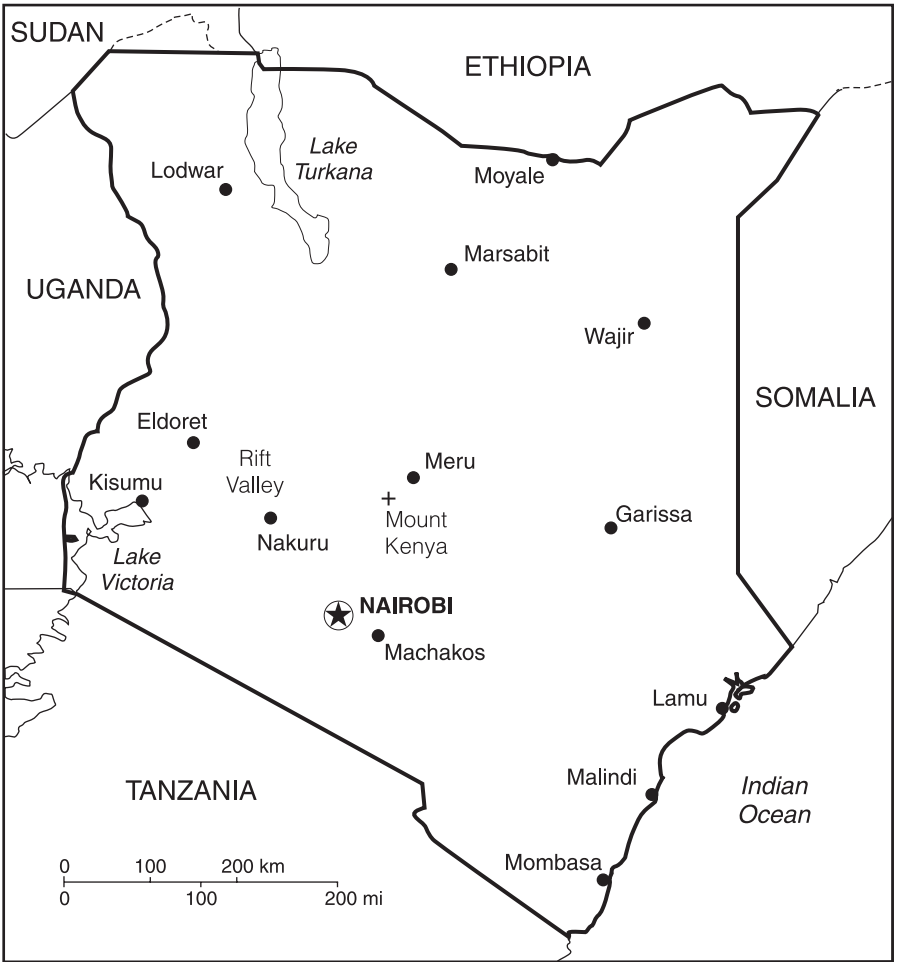 SUDAN
ETHIOPIA
Lake
Turkana
Lodwar
Moyale
Marsabit
UGANDA
Wajir
SOMALIA
Eldoret
Rift
Valley
Meru
Kisumu
Mount
Kenya
Garissa
Nakuru
Lake
Victoria
NAIROBI
Machakos
Lamu
TANZANIA
Malindi
Indian
Ocean
Mombasa
0 100 200 km
0 100 200 mi